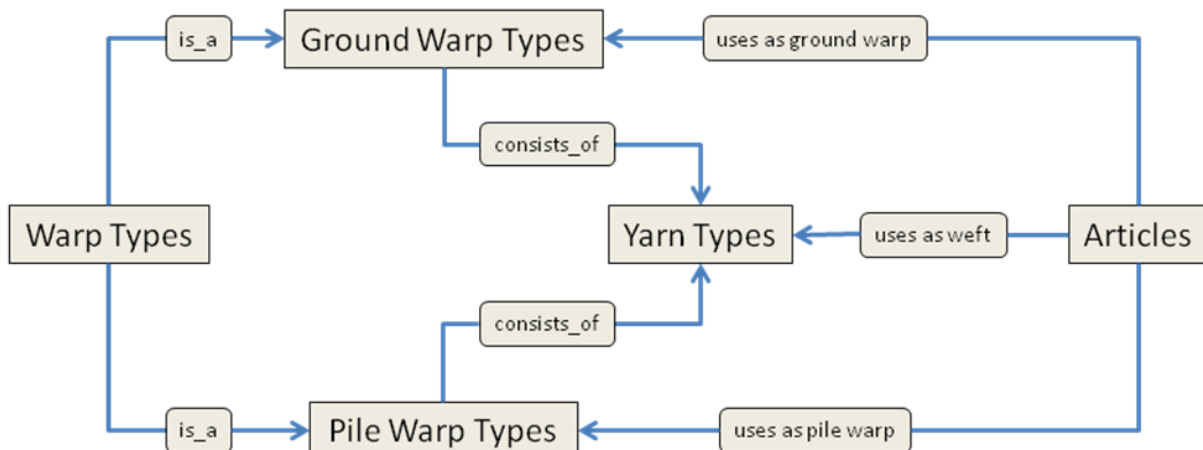 is_a
Ground Warp Types
uses as ground warp
consists_of
Warp Types
Yarn Types
uses as weft
Articles
consists_of
is_a
Pile Warp Types
uses as pile warp